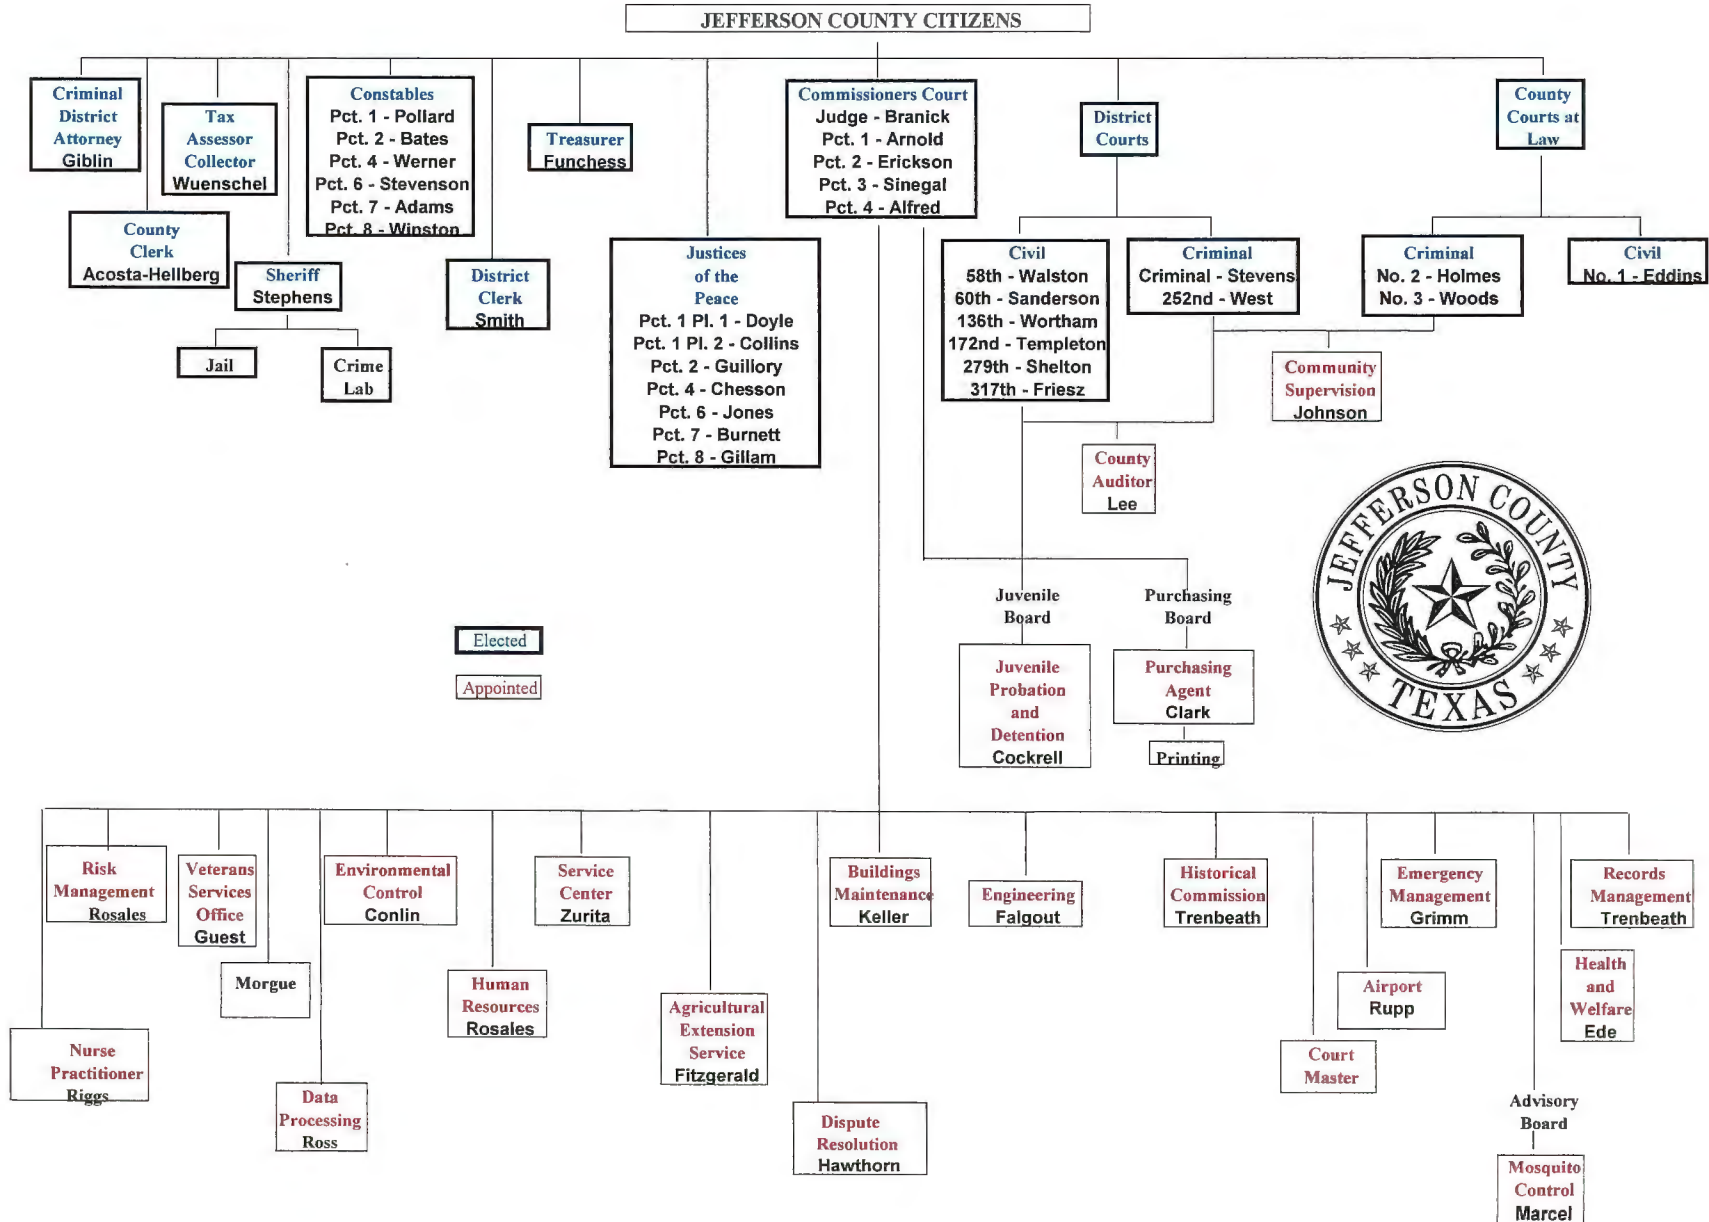 JEFFERSON COUNTY CITIZENS
Criminal
District
Attorney
Giblin
Tax
Assessor
Collector
Wuenschel
Constables
Pct. 1 - Pollard
Pct. 2 - Bates
Pct. 4 - Werner
Pct. 6 - Stevenson
Pct. 7 - Adams
Pct. 8 - Winston
Treasurer
Funchess
Commissioners Court
Judge - Branick
Pct. 1 - Arnold
Pct. 2 - Erickson
Pct. 3 - Sinegal
Pct. 4 - Alfred
District
Courts
County
Courts at
Law
County
Clerk
Acosta-Hellberg
Sheriff
Stephens
Jail
Crime
Lab
District
Clerk
Smith
Justices
of the
Peace
Pct. 1 Pl. 1 - Doyle
Pct. 1 Pl. 2 - Collins
Pct. 2 - Guillory
Pct. 4 - Chesson
Pct. 6 - Jones
Pct. 7 - Burnett
Pct. 8 - Gillam
Civil
58th - Walston
60th - Sanderson
136th - Wortham
172nd - Templeton
279th - Shelton
317th - Friesz
Criminal
Criminal - Stevens
252nd - West
Criminal
No. 2 - Holmes
No. 3 - Woods
Civil
No. 1 - Eddins
Community
Supervision
Johnson
County
Auditor
Lee
JEFFERSON COUNTY
TEXAS
Juvenile
Board
Purchasing
Board
Elected
Appointed
Juvenile
Probation
and
Detention
Cockrell
Purchasing
Agent
Clark
Printing
Risk
Management
Rosales
Veterans
Services
Office
Guest
Environmental
Control
Conlin
Service
Center
Zurita
Buildings
Maintenance
Keller
Engineering
Falgout
Historical
Commission
Trenbeath
Emergency
Management
Grimm
Records
Management
Trenbeath
Morgue
Human
Resources
Rosales
Agricultural
Extension
Service
Fitzgerald
Airport
Rupp
Health
and
Welfare
Ede
Nurse
Practitioner
Riggs
Data
Processing
Ross
Dispute
Resolution
Hawthorn
Court
Master
Advisory
Board
Mosquito
Control
Marcel